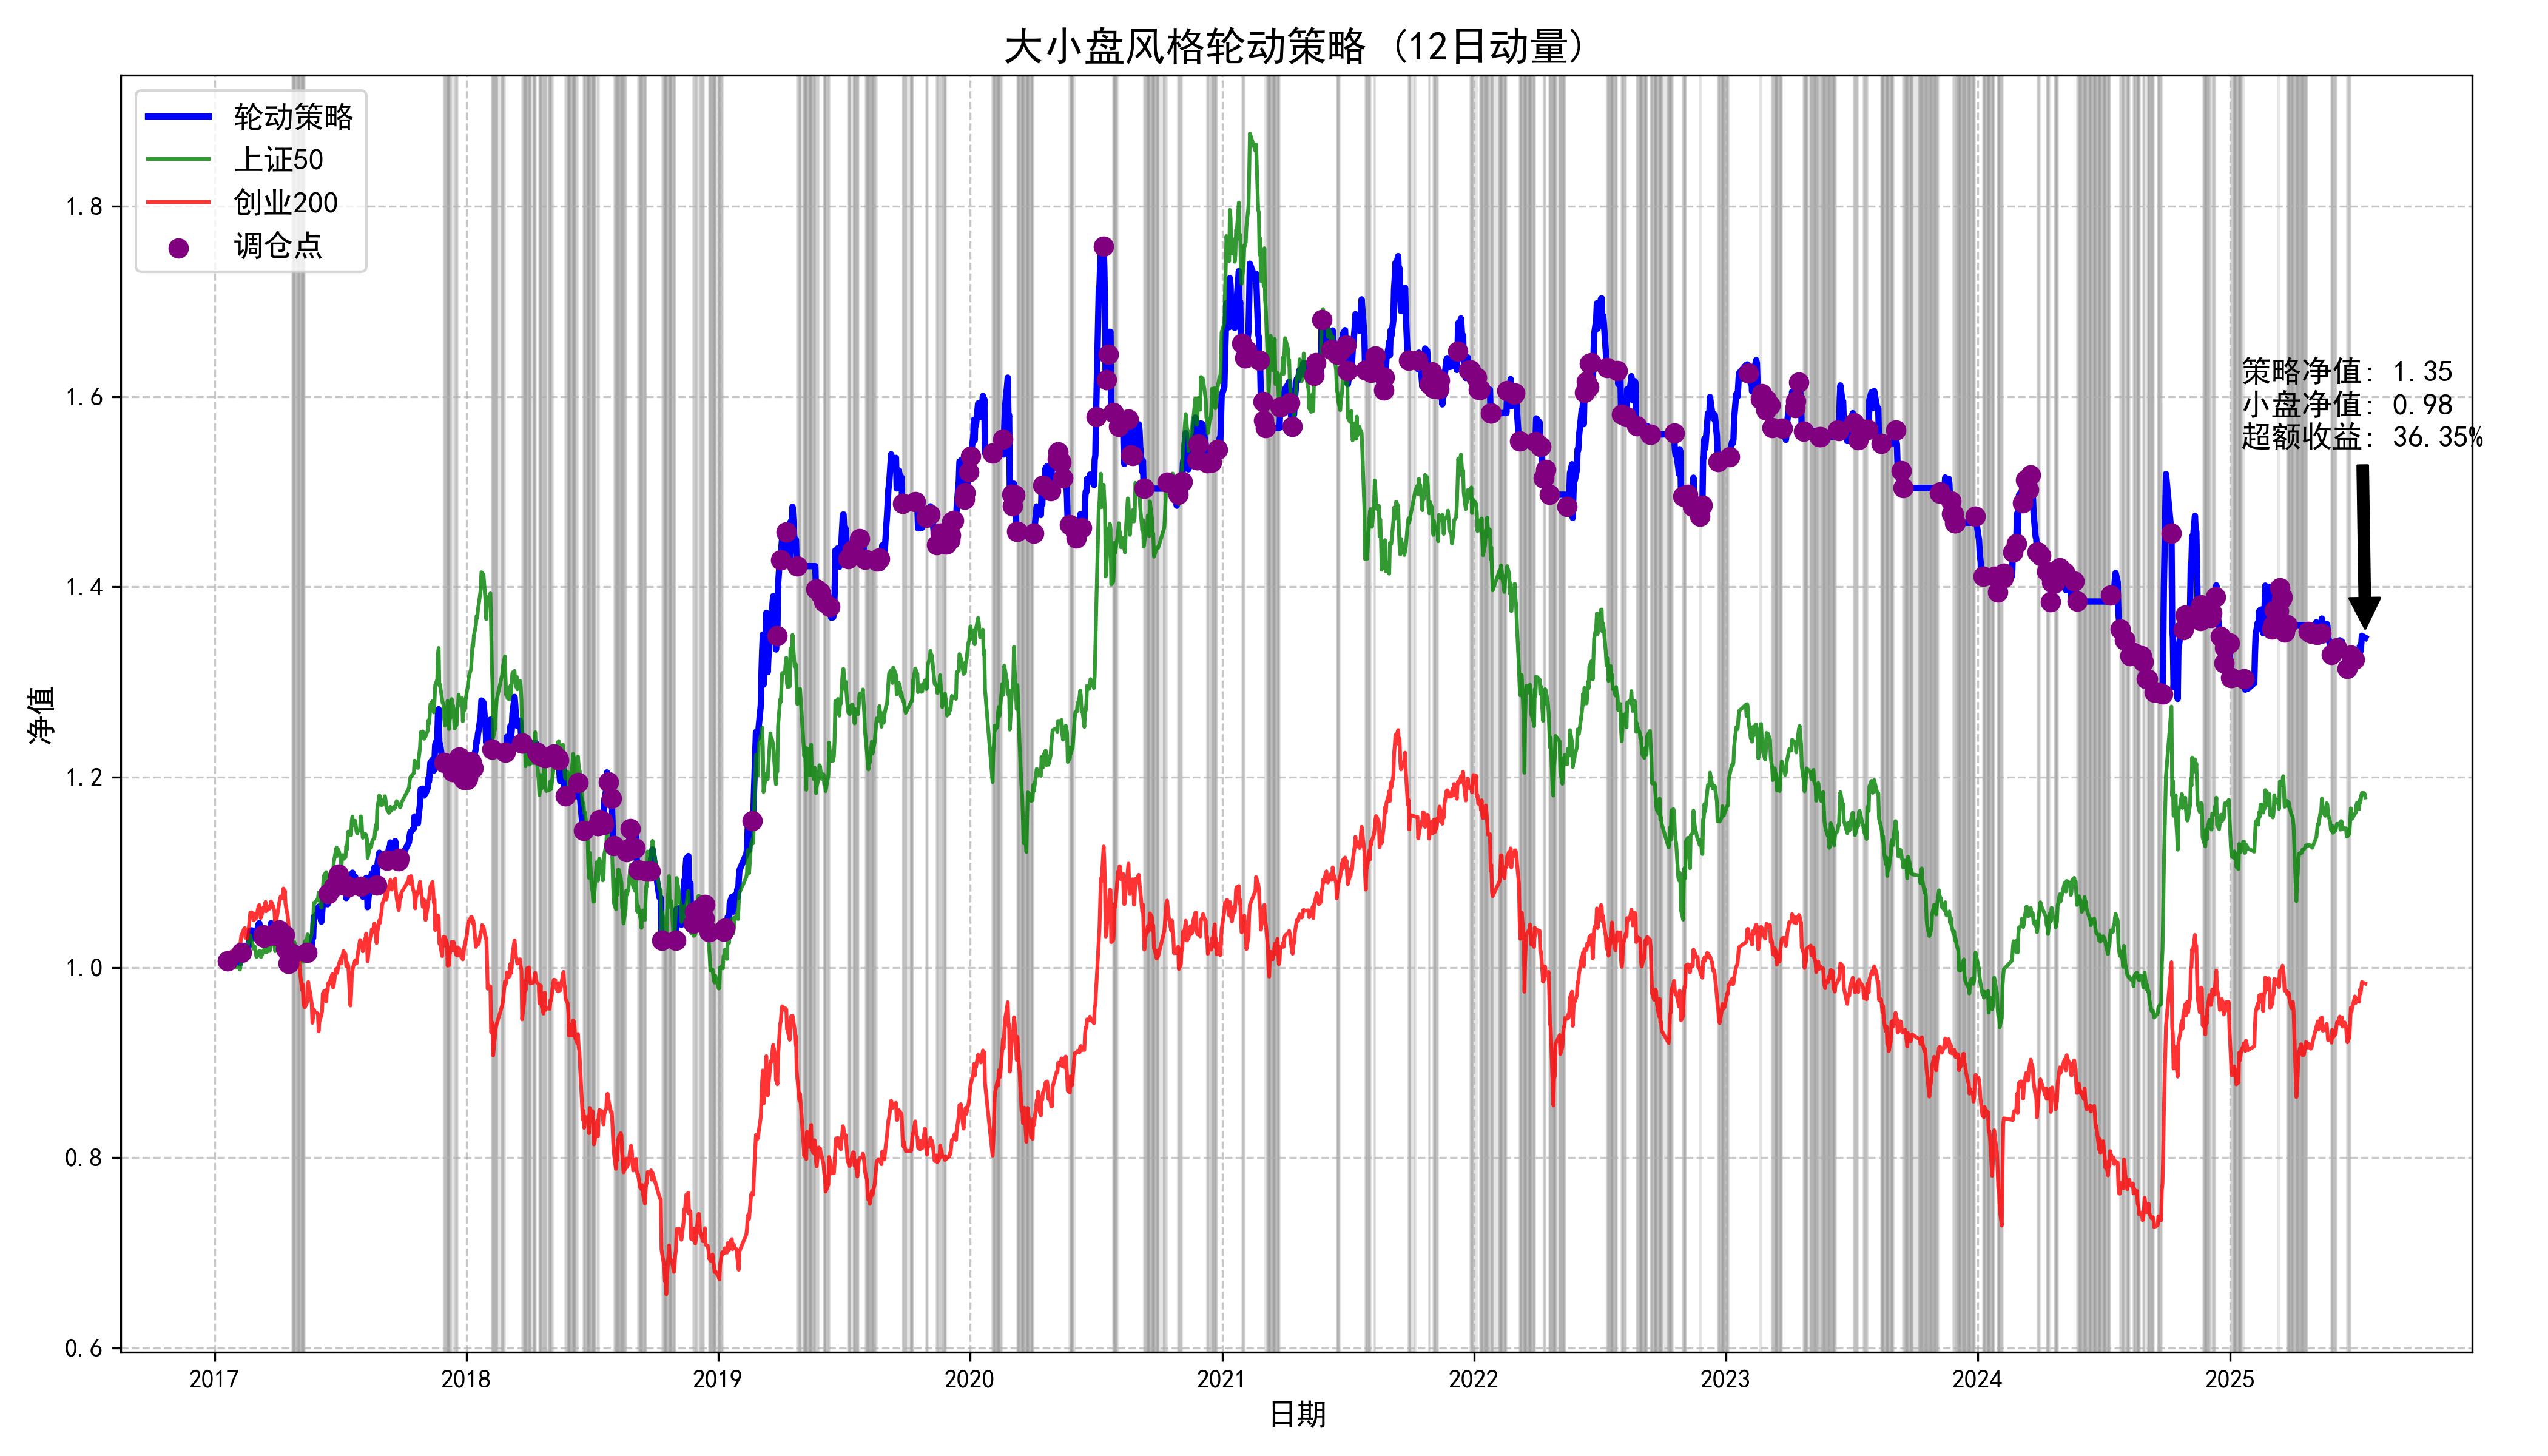 大小盘风格轮动策略 (12日动量)
轮动策略
上证50
创业200
调仓点
策略净值: 1.35
小盘净值: 0.98
超额收益: 36.35%
净值
1.8
1.6
1.4
1.2
1.0
0.8
0.6
2017
2018
2019
2020
2021
2022
2023
2024
2025
日期